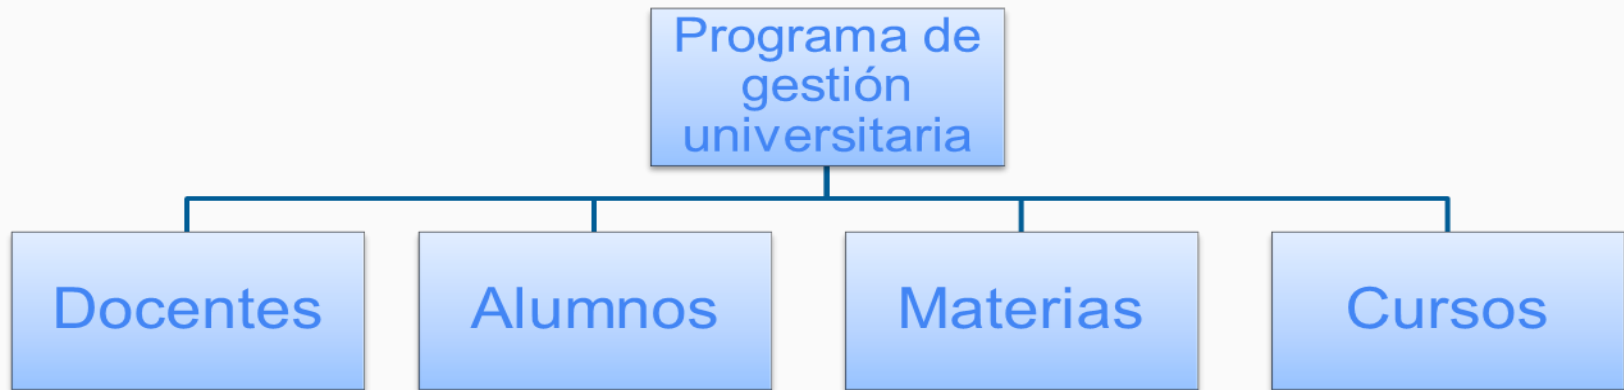 Programa de
gestión
universitaria
Docentes
Alumnos
Materias
Cursos